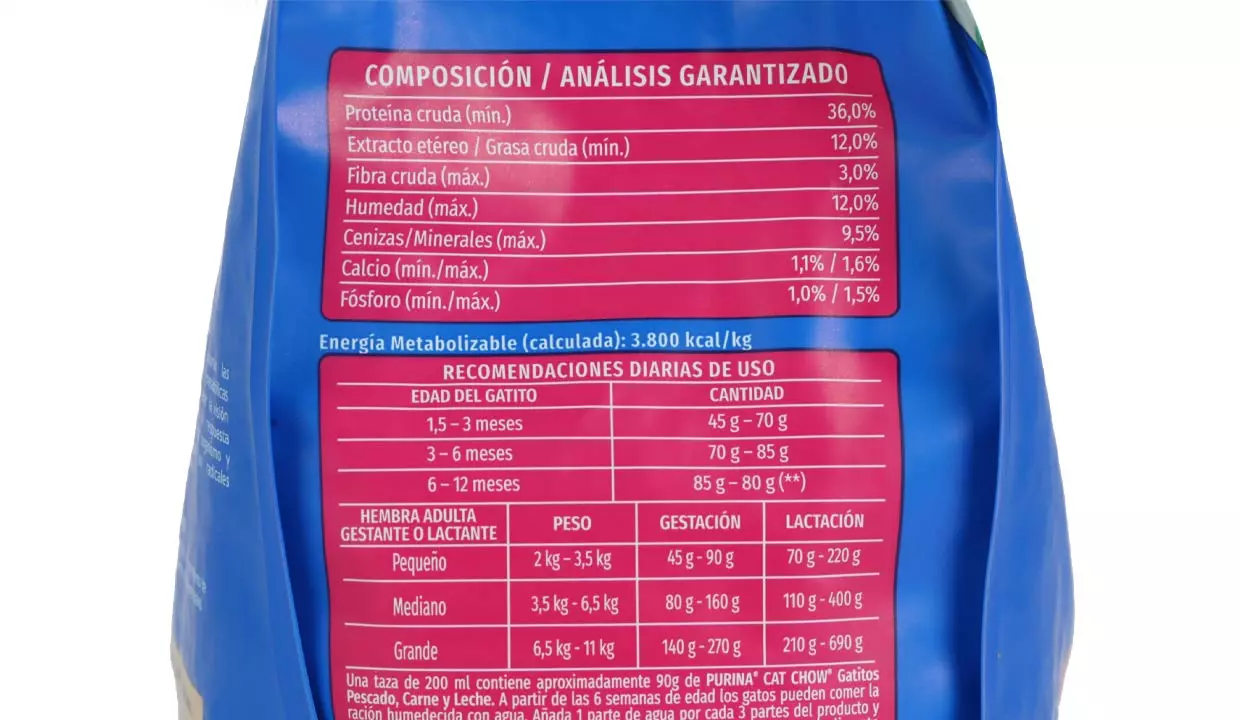 COMPOSICIÓN / ANÁLISIS GARANTIZADO
Proteína cruda (mín.) 36,0%
Extracto etéreo / Grasa cruda (mín.) 12,0%
Fibra cruda (máx.) 3,0%
Humedad (máx.) 12,0%
Cenizas/Minerales (máx.) 9,5%
Calcio (mín./máx.) 1,1% / 1,6%
Fósforo (mín./máx.) 1,0% / 1,5%
Energía Metabolizable (calculada): 3.800 kcal/kg
RECOMENDACIONES DIARIAS DE USO
EDAD DEL GATITO CANTIDAD
1,5 – 3 meses 45 g – 70 g
3 – 6 meses 70 g – 85 g
6 – 12 meses 85 g – 80 g (**)
HEMBRA ADULTA
GESTANTE O LACTANTE PESO GESTACIÓN LACTACIÓN
Pequeño 2 kg – 3,5 kg 45 g - 90 g 70 g - 220 g
Mediano 3,5 kg - 6,5 kg 80 g - 160 g 110 g - 400 g
Grande 6,5 kg - 11 kg 140 g - 270 g 210 g - 690 g
Una taza de 200 ml contiene aproximadamente 90g de PURINA® CAT CHOW® Gatitos
Pescado, Carne y Leche. A partir de las 6 semanas de edad los gatos pueden comer la
ración humedecida con agua. Añada 1 parte de agua por cada 3 partes del producto y
las
visión
y
radicales